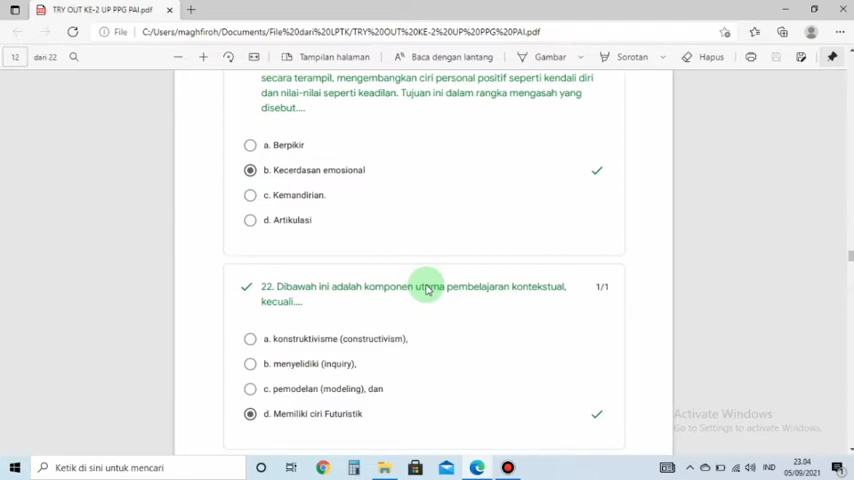 TRY OUT KE-2 UP PPG PAI.pdf
File
C:/Users/maghfiroh/Documents/File%20dari%20LPTK/TRY%20OUT%20KE-2%20UP%20PPG%20PAI.pdf
12 dari 22
Tampilan halaman
Baca dengan lantang
Gambar
Sorotan
Hapus
secara terampil, mengembangkan ciri personal positif seperti kendali diri
dan nilai-nilai seperti keadilan. Tujuan ini dalam rangka mengasah yang
disebut....
a. Berpikir
b. Kecerdasan emosional
c. Kemandirian.
d. Artikulasi
22. Dibawah ini adalah komponen utama pembelajaran kontekstual, 1/1
kecuali....
a. konstruktivisme (constructivism),
b. menyelidiki (inquiry),
c. pemodelan (modeling), dan
d. Memiliki ciri Futuristik
Activate Windows
Go to Settings to activate Windows.
Ketik di sini untuk mencari
IND
23.04
05/09/2021